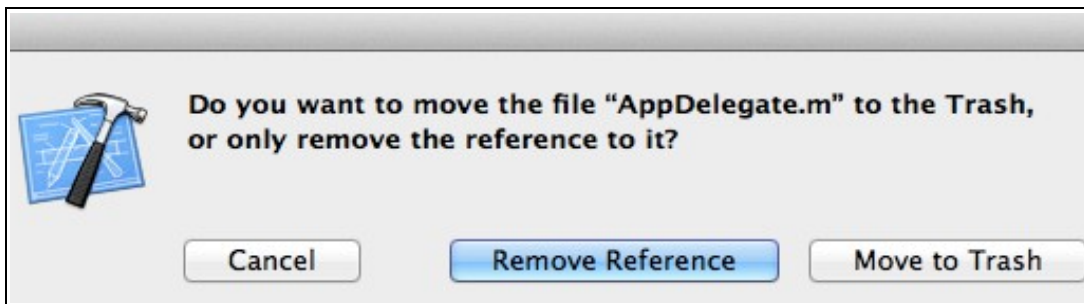 Do you want to move the file “AppDelegate.m” to the Trash,
or only remove the reference to it?
Cancel
Remove Reference
Move to Trash